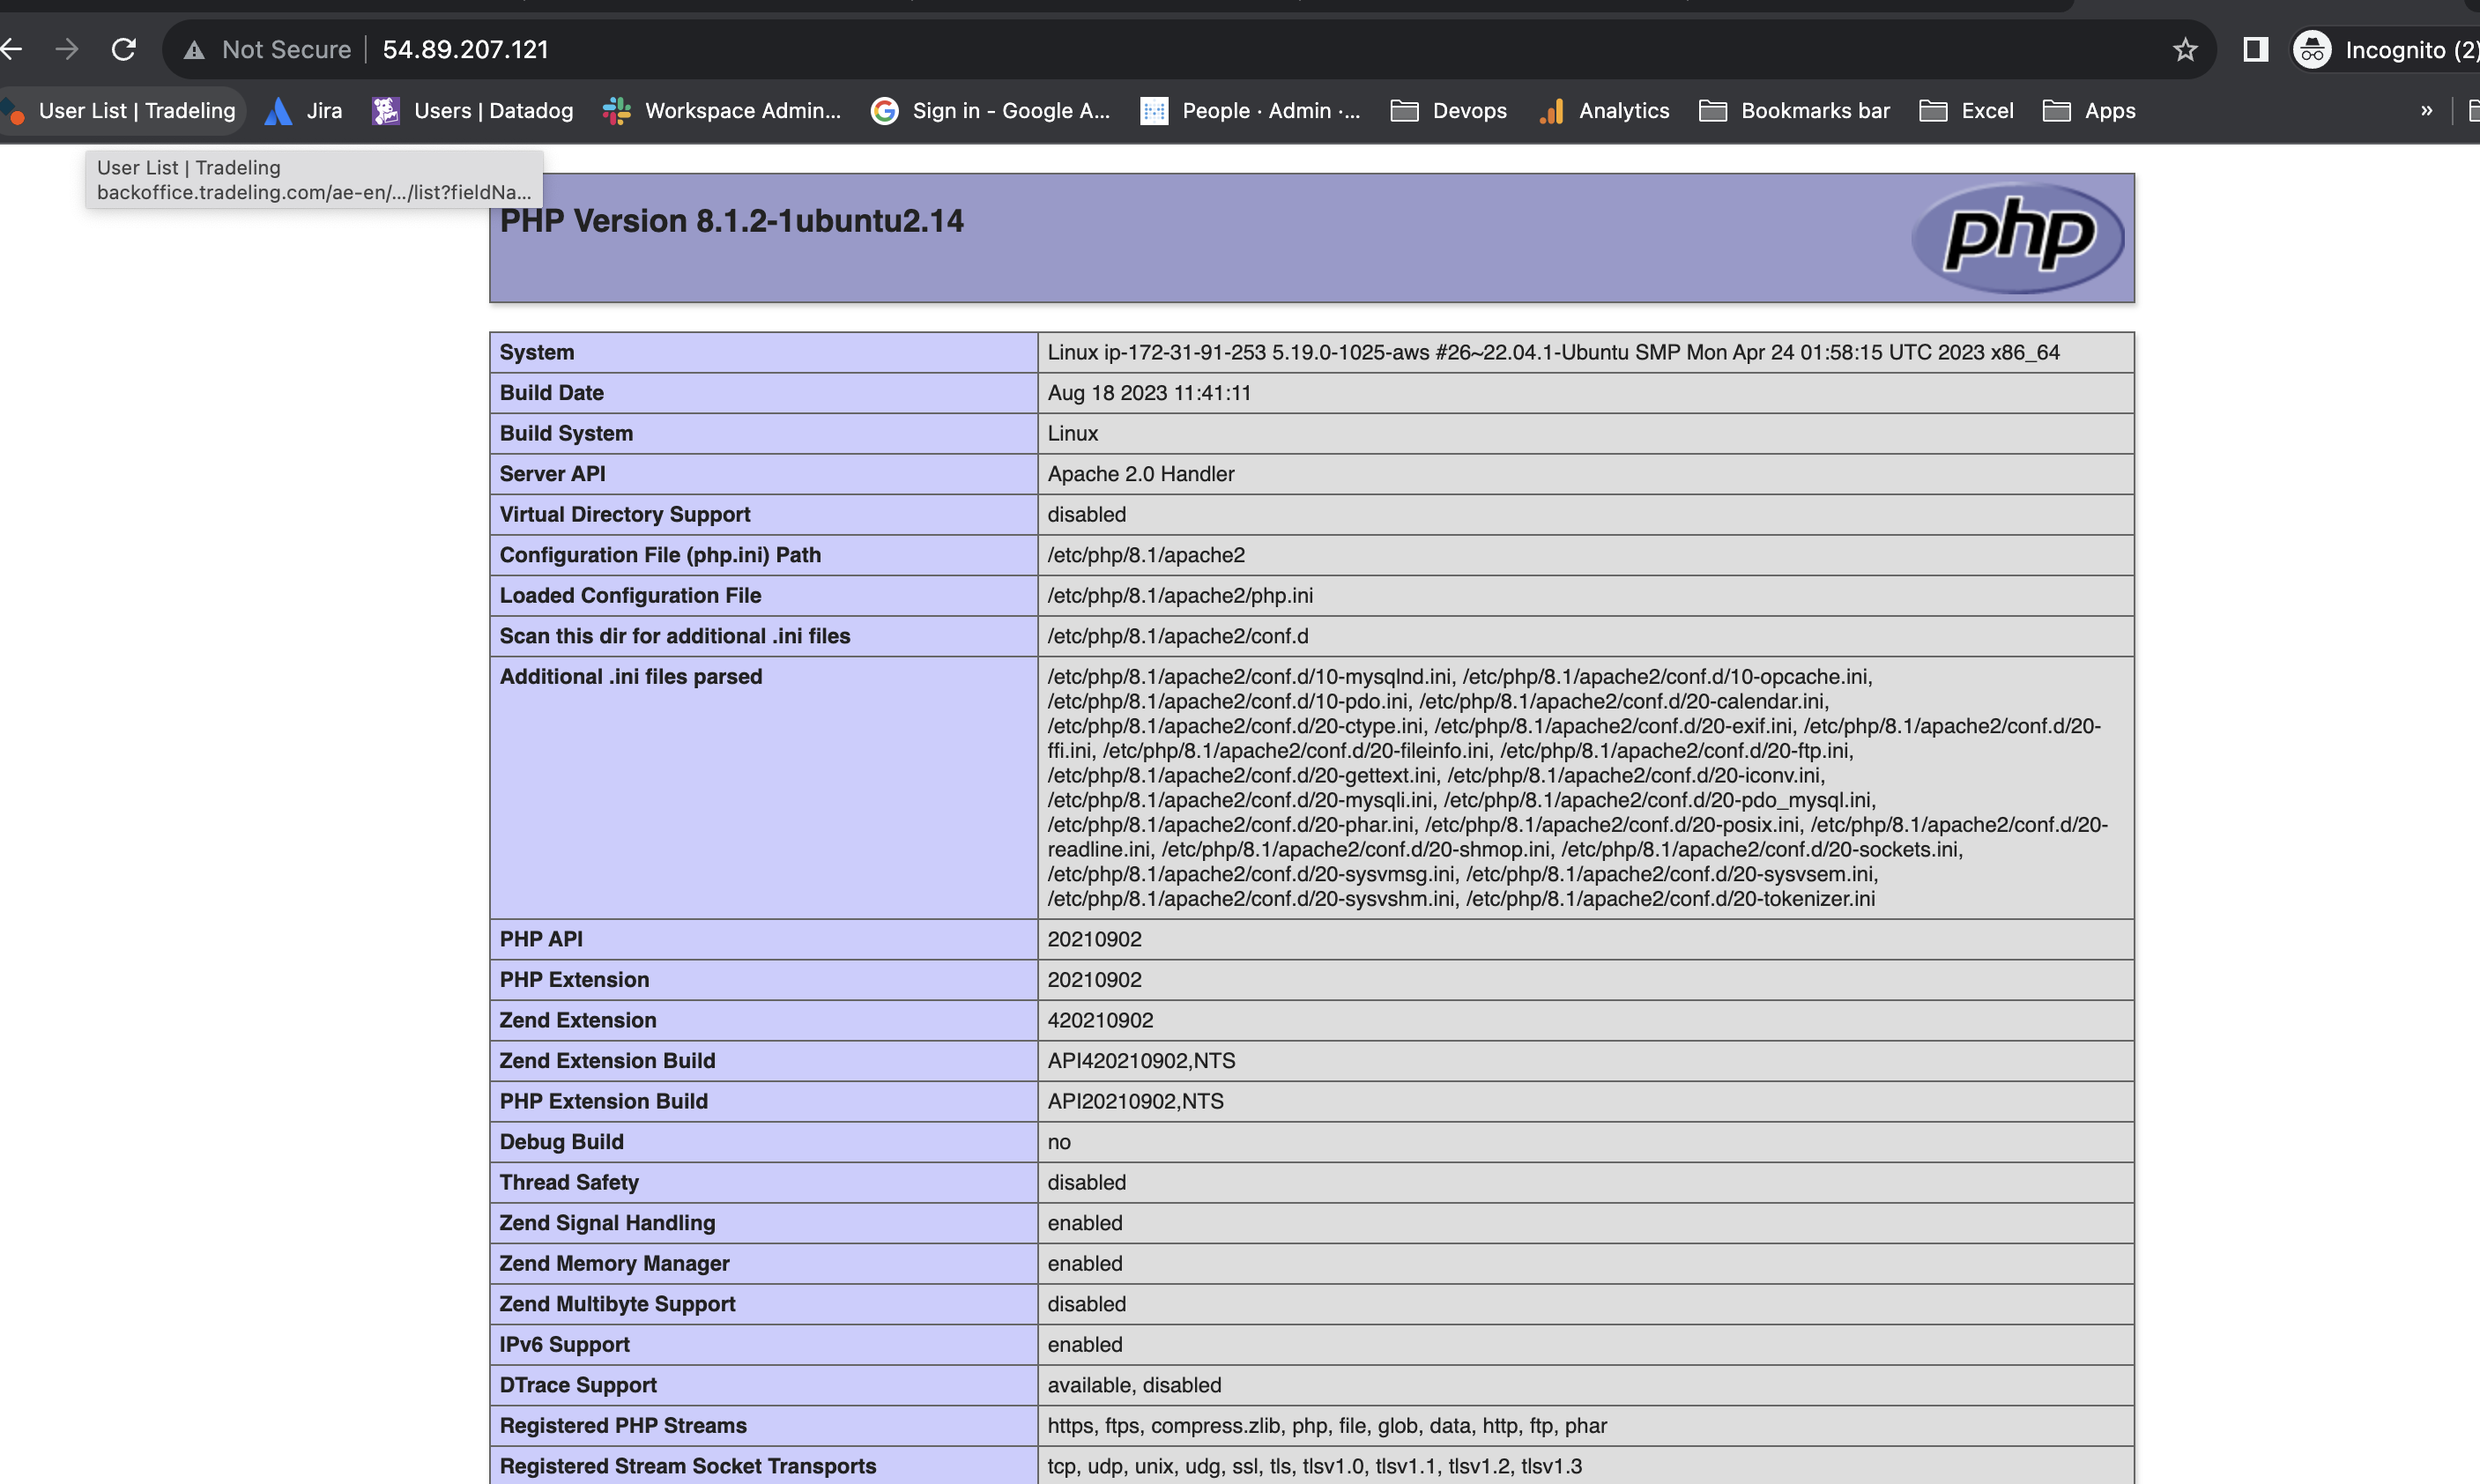 Not Secure 54.89.207.121 Incognito (2)
User List | Tradeling Jira Users | Datadog Workspace Admin... Sign in - Google A... People · Admin ·... Devops Analytics Bookmarks bar Excel Apps »
User List | Tradeling
backoffice.tradeling.com/ae-en/.../list?fieldNa...
PHP Version 8.1.2-1ubuntu2.14
php
System Linux ip-172-31-91-253 5.19.0-1025-aws #26~22.04.1-Ubuntu SMP Mon Apr 24 01:58:15 UTC 2023 x86_64
Build Date Aug 18 2023 11:41:11
Build System Linux
Server API Apache 2.0 Handler
Virtual Directory Support disabled
Configuration File (php.ini) Path /etc/php/8.1/apache2
Loaded Configuration File /etc/php/8.1/apache2/php.ini
Scan this dir for additional .ini files /etc/php/8.1/apache2/conf.d
Additional .ini files parsed /etc/php/8.1/apache2/conf.d/10-mysqlnd.ini, /etc/php/8.1/apache2/conf.d/10-opcache.ini,
/etc/php/8.1/apache2/conf.d/10-pdo.ini, /etc/php/8.1/apache2/conf.d/20-calendar.ini,
/etc/php/8.1/apache2/conf.d/20-ctype.ini, /etc/php/8.1/apache2/conf.d/20-exif.ini, /etc/php/8.1/apache2/conf.d/20-
ffi.ini, /etc/php/8.1/apache2/conf.d/20-fileinfo.ini, /etc/php/8.1/apache2/conf.d/20-ftp.ini,
/etc/php/8.1/apache2/conf.d/20-gettext.ini, /etc/php/8.1/apache2/conf.d/20-iconv.ini,
/etc/php/8.1/apache2/conf.d/20-mysqli.ini, /etc/php/8.1/apache2/conf.d/20-pdo_mysql.ini,
/etc/php/8.1/apache2/conf.d/20-phar.ini, /etc/php/8.1/apache2/conf.d/20-posix.ini, /etc/php/8.1/apache2/conf.d/20-
readline.ini, /etc/php/8.1/apache2/conf.d/20-shmop.ini, /etc/php/8.1/apache2/conf.d/20-sockets.ini,
/etc/php/8.1/apache2/conf.d/20-sysvmsg.ini, /etc/php/8.1/apache2/conf.d/20-sysvsem.ini,
/etc/php/8.1/apache2/conf.d/20-sysvshm.ini, /etc/php/8.1/apache2/conf.d/20-tokenizer.ini
PHP API 20210902
PHP Extension 20210902
Zend Extension 420210902
Zend Extension Build API420210902,NTS
PHP Extension Build API20210902,NTS
Debug Build no
Thread Safety disabled
Zend Signal Handling enabled
Zend Memory Manager enabled
Zend Multibyte Support disabled
IPv6 Support enabled
DTrace Support available, disabled
Registered PHP Streams https, ftps, compress.zlib, php, file, glob, data, http, ftp, phar
Registered Stream Socket Transports tcp, udp, unix, udg, ssl, tls, tlsv1.0, tlsv1.1, tlsv1.2, tlsv1.3